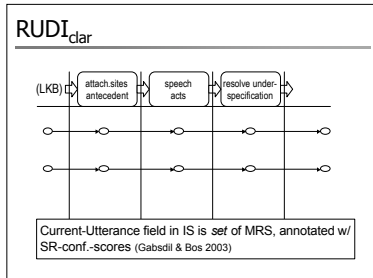 RUDIclar
(LKB)
attach.sites
antecedent
speech
acts
resolve under-
specification
Current-Utterance field in IS is set of MRS, annotated w/
SR-conf.-scores (Gabsdil & Bos 2003)